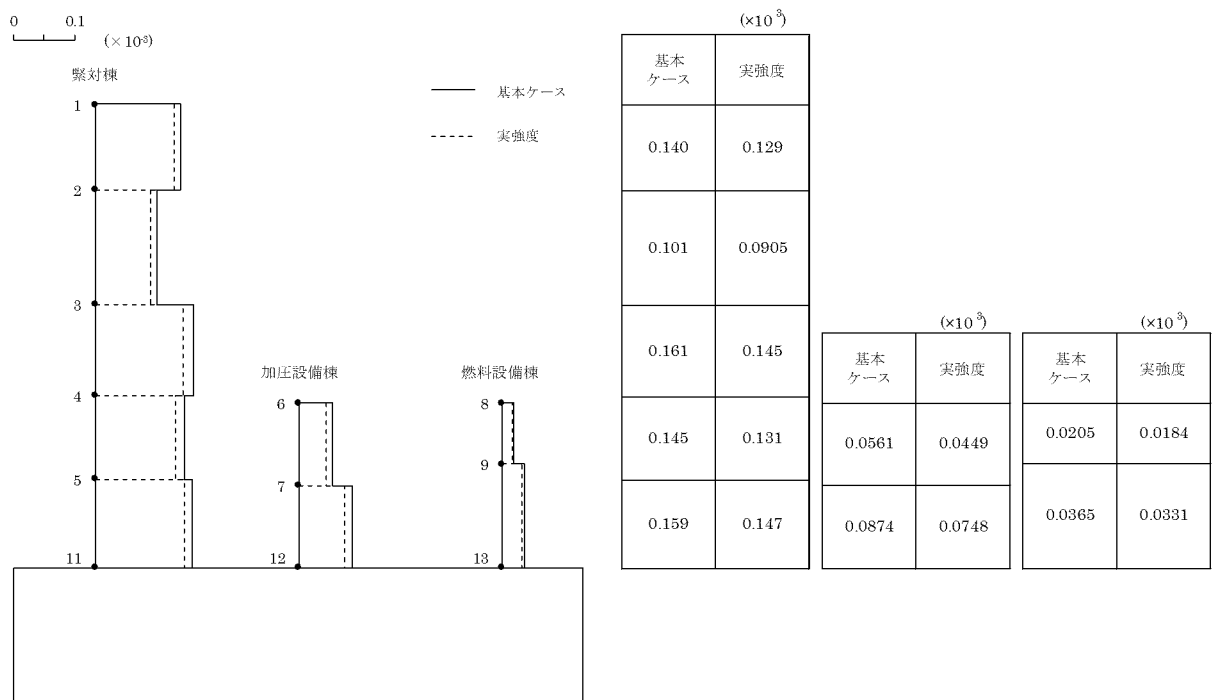 0 0.1
(× 10⁻³)
緊対棟
1
2
3
4
5
11
基本ケース
実強度
加圧設備棟
6
7
12
燃料設備棟
8
9
13
(×10³)
基本
ケース
実強度
0.140 0.129
0.101 0.0905
0.161 0.145
0.145 0.131
0.159 0.147
(×10³)
基本
ケース
実強度
0.0561 0.0449
0.0874 0.0748
(×10³)
基本
ケース
実強度
0.0205 0.0184
0.0365 0.0331